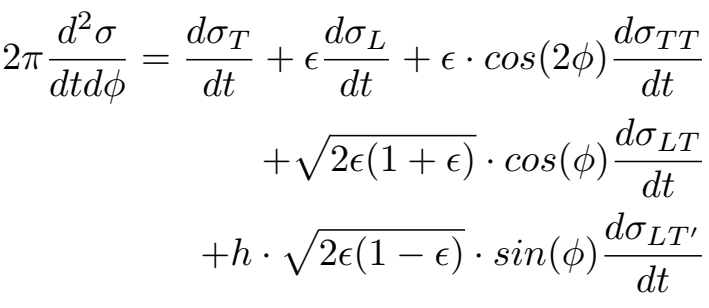 2π d²σ/dtdϕ = dσ_T/dt + ϵ dσ_L/dt + ϵ · cos(2ϕ) dσ_TT/dt
+√(2ϵ(1 + ϵ)) · cos(ϕ) dσ_LT/dt
+h · √(2ϵ(1 − ϵ)) · sin(ϕ) dσ_LT′/dt